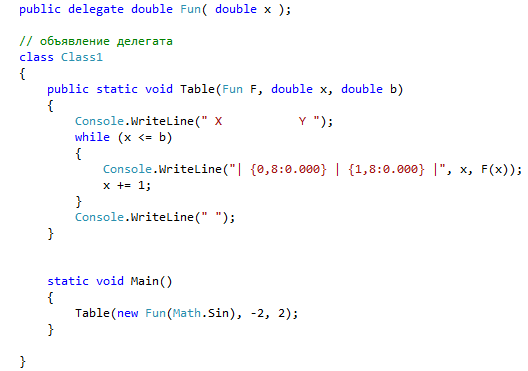 public delegate double Fun( double x );
// объявление делегата
class Class1
{
public static void Table(Fun F, double x, double b)
{
Console.WriteLine(" X           Y ");
while (x <= b)
{
Console.WriteLine("| {0,8:0.000} | {1,8:0.000} |", x, F(x));
x += 1;
}
Console.WriteLine(" ");
}
static void Main()
{
Table(new Fun(Math.Sin), -2, 2);
}
}